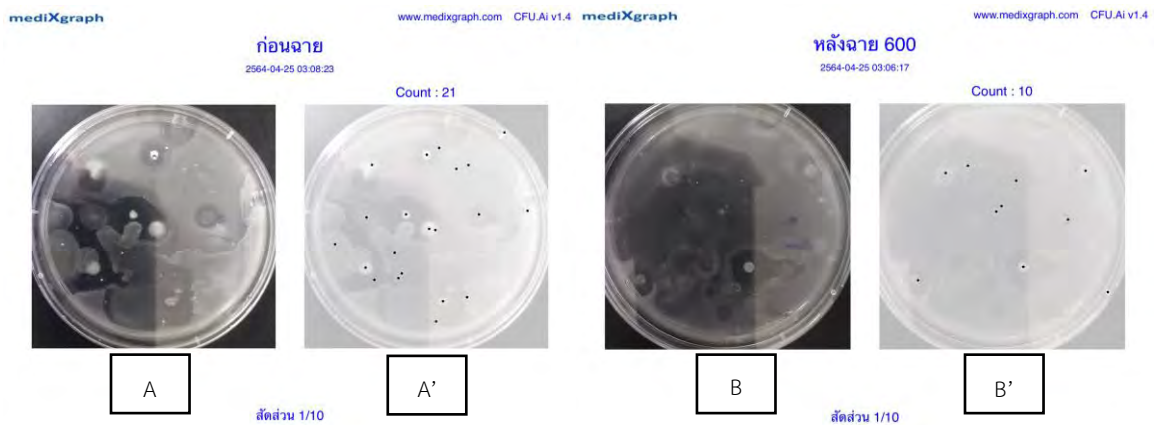 mediXgraph
www.medixgraph.com CFU.Ai v1.4
ก่อนฉาย
2564-04-25 03:08:23
Count : 21
A
A’
สัดส่วน 1/10
mediXgraph
www.medixgraph.com CFU.Ai v1.4
หลังฉาย 600
2564-04-25 03:06:17
Count : 10
B
B’
สัดส่วน 1/10